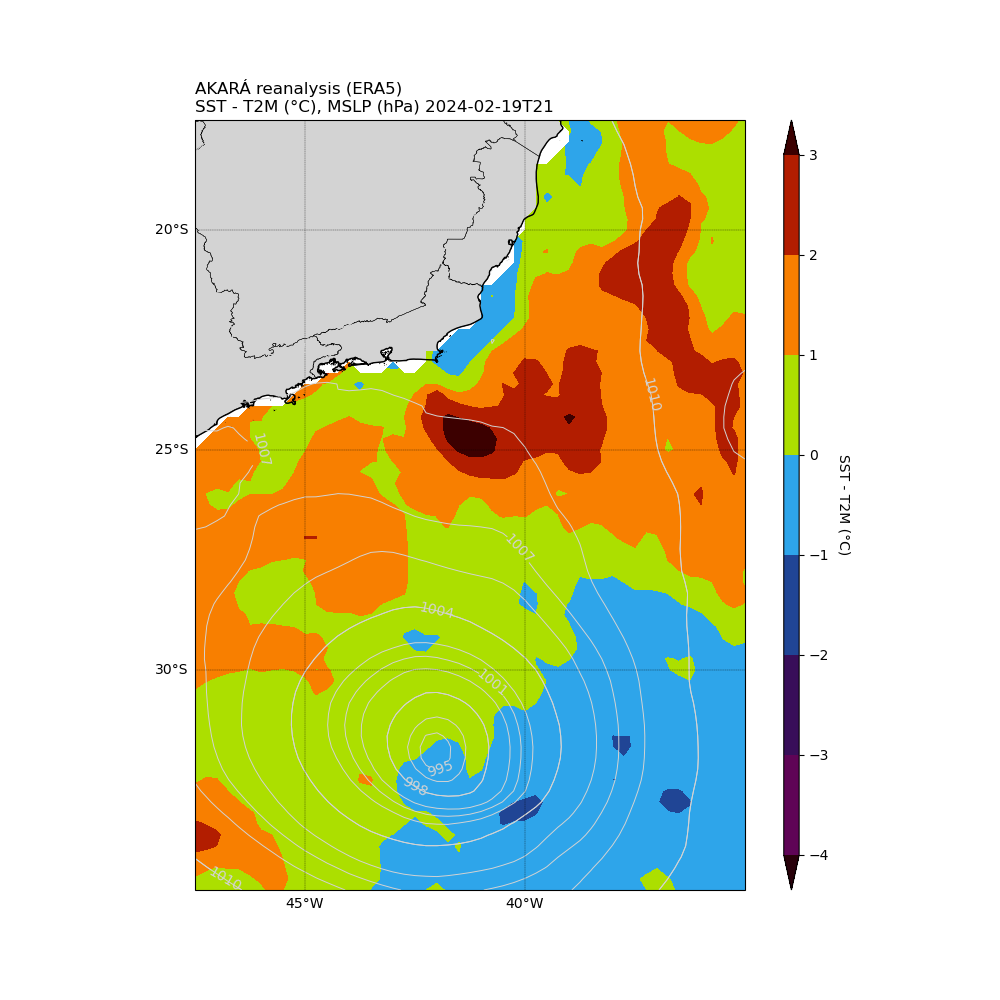 AKARÁ reanalysis (ERA5)
SST - T2M (°C), MSLP (hPa) 2024-02-19T21
3
2
1
0
−1
−2
−3
−4
SST - T2M (°C)
20°S
25°S
30°S
45°W
40°W
1010
1007
1007
1004
1001
995
998
1010